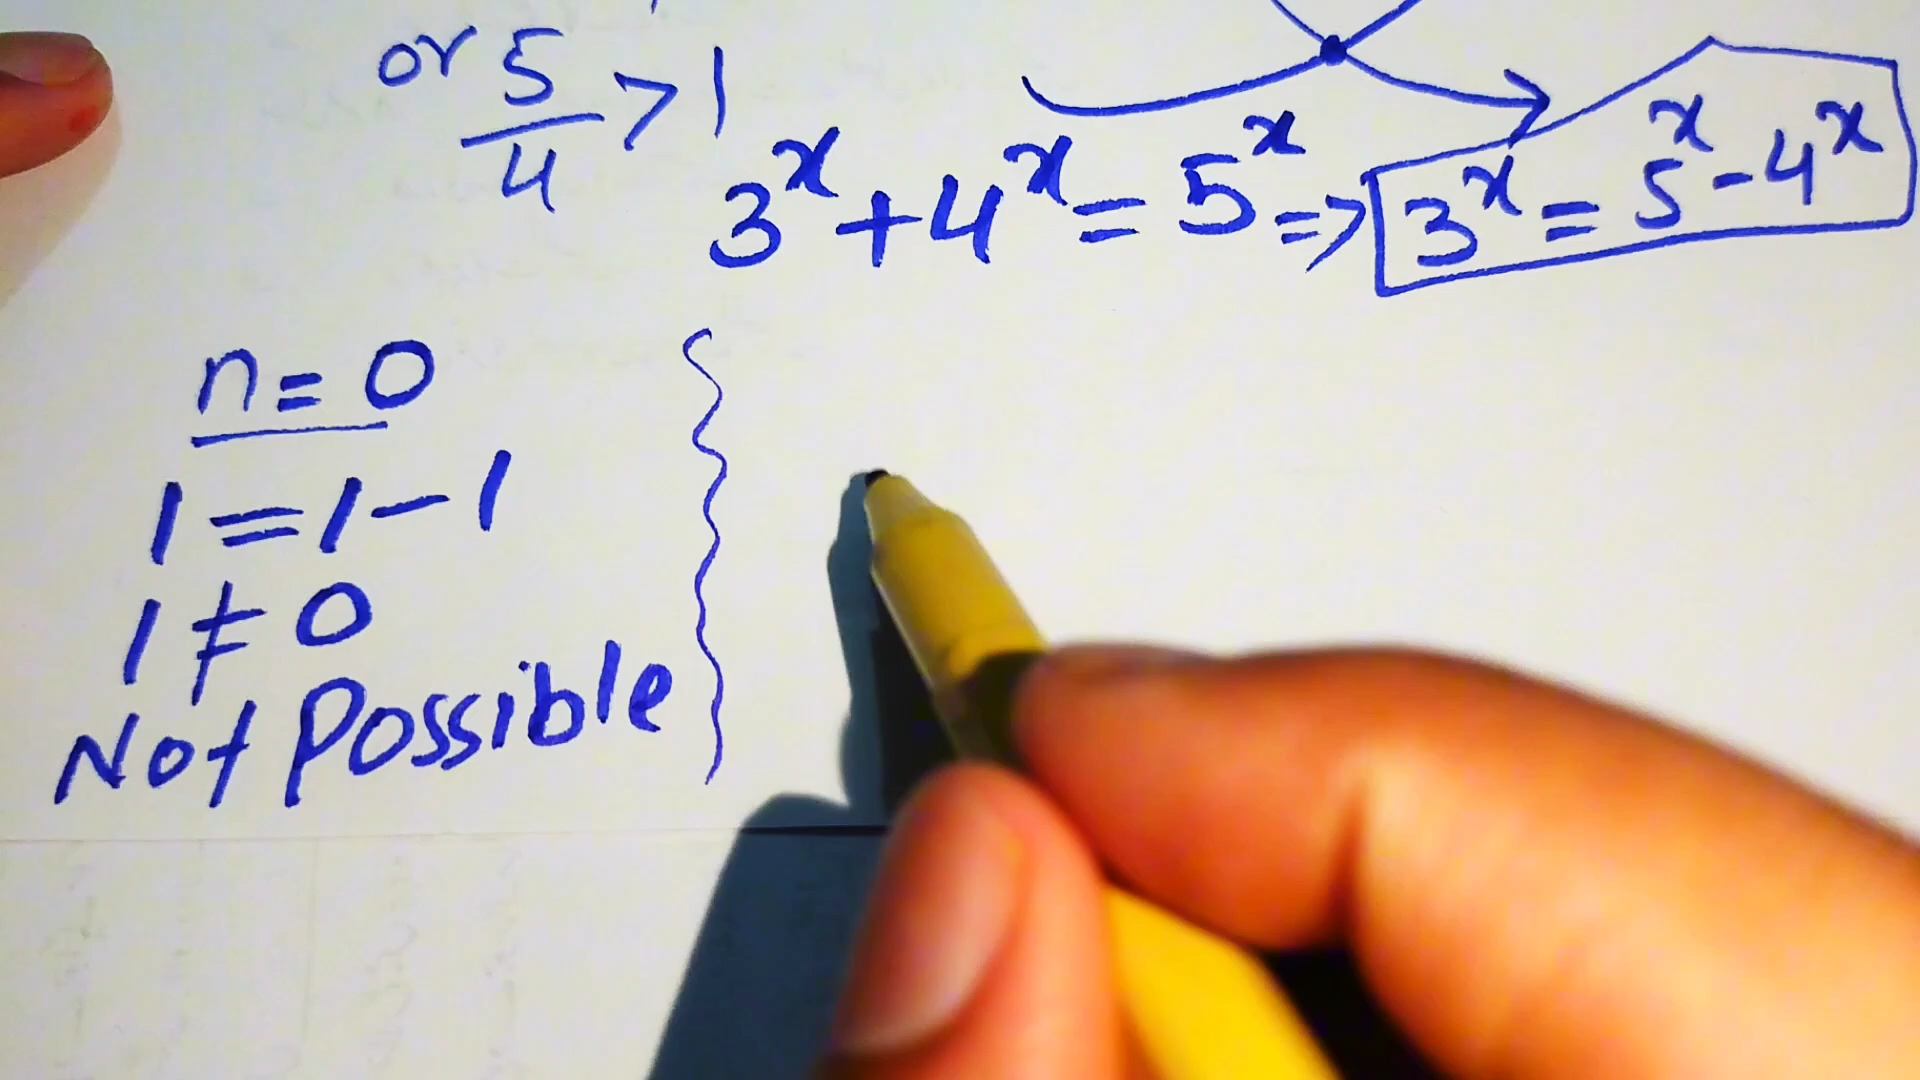 or 5/4 > 1
3^x + 4^x = 5^x => 3^x = 5^x - 4^x
n = 0
1 = 1 - 1
1 ≠ 0
Not Possible